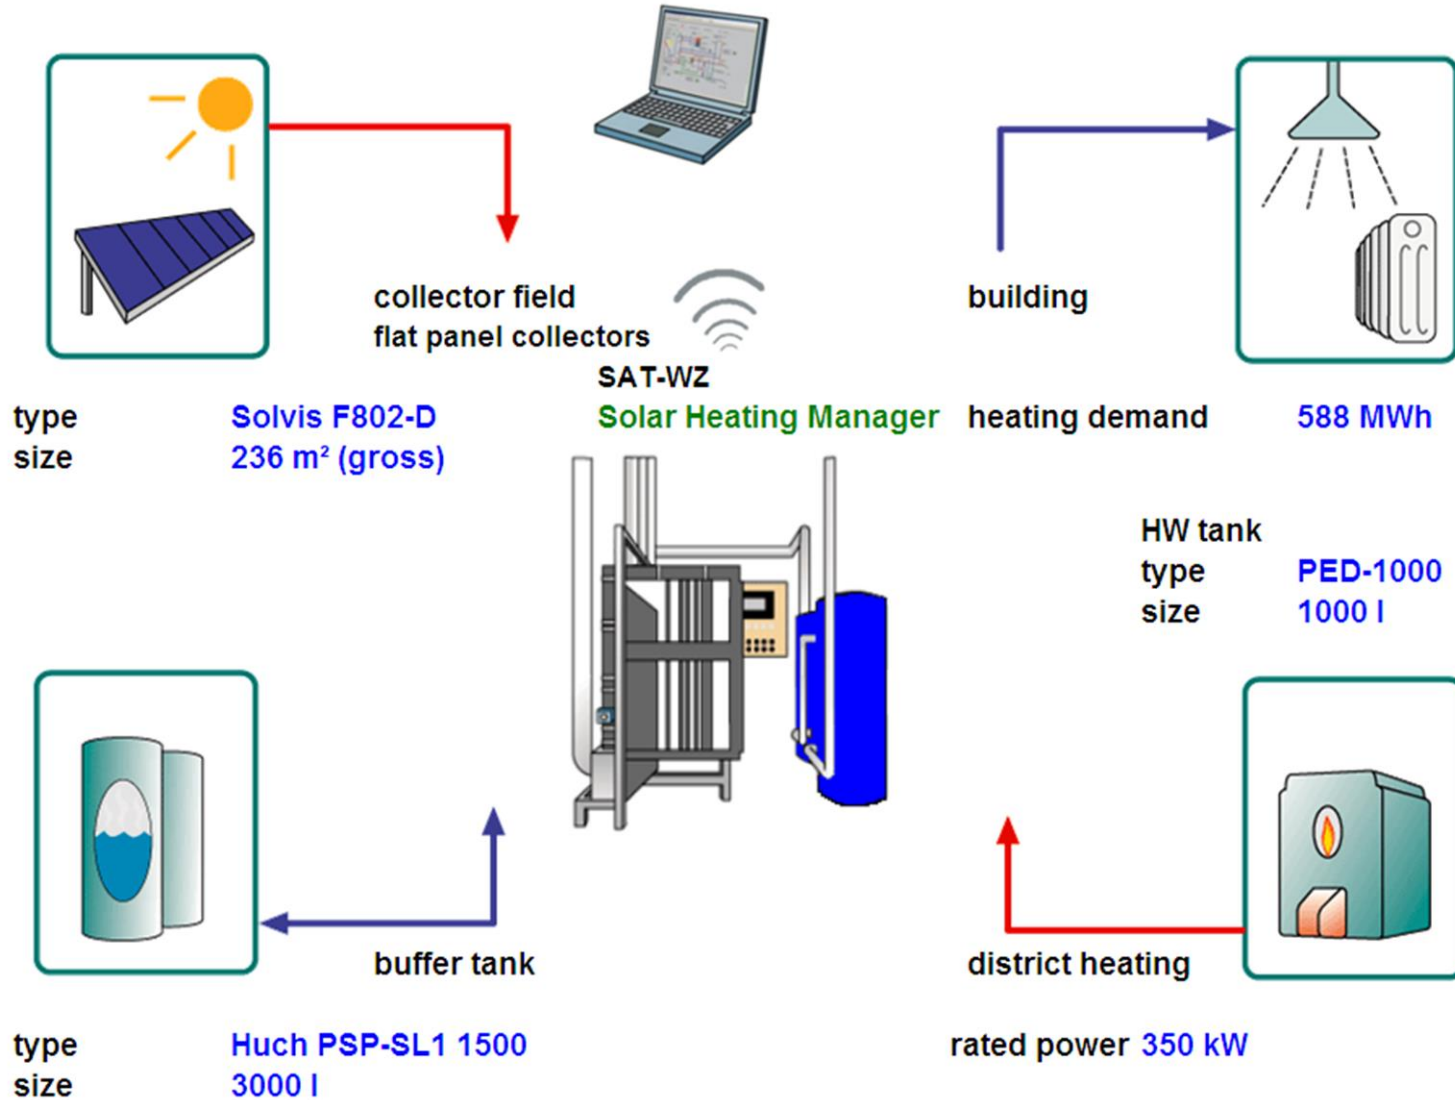 collector field
flat panel collectors
building
SAT-WZ
Solar Heating Manager
type Solvis F802-D
size 236 m² (gross)
heating demand 588 MWh
HW tank
type PED-1000
size 1000 l
buffer tank
type Huch PSP-SL1 1500
size 3000 l
district heating
rated power 350 kW